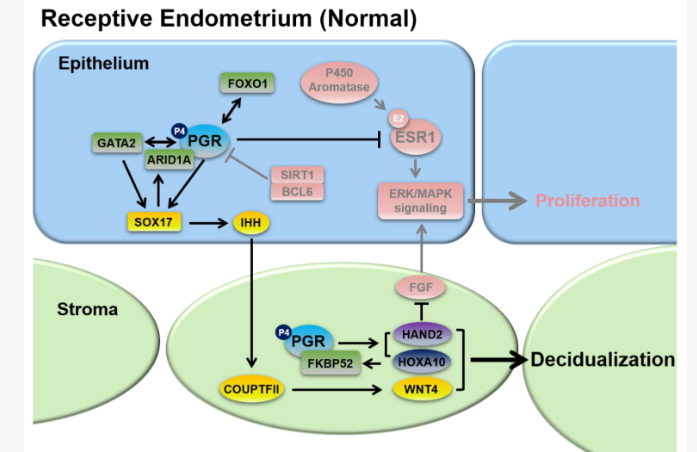 Receptive Endometrium (Normal)
Epithelium
FOXO1
P450
Aromatase
E2
ESR1
P4
PGR
GATA2
ARID1A
SIRT1
BCL6
ERK/MAPK
signaling
Proliferation
SOX17
IHH
Stroma
FGF
P4
PGR
FKBP52
HAND2
HOXA10
WNT4
COUPTFII
Decidualization